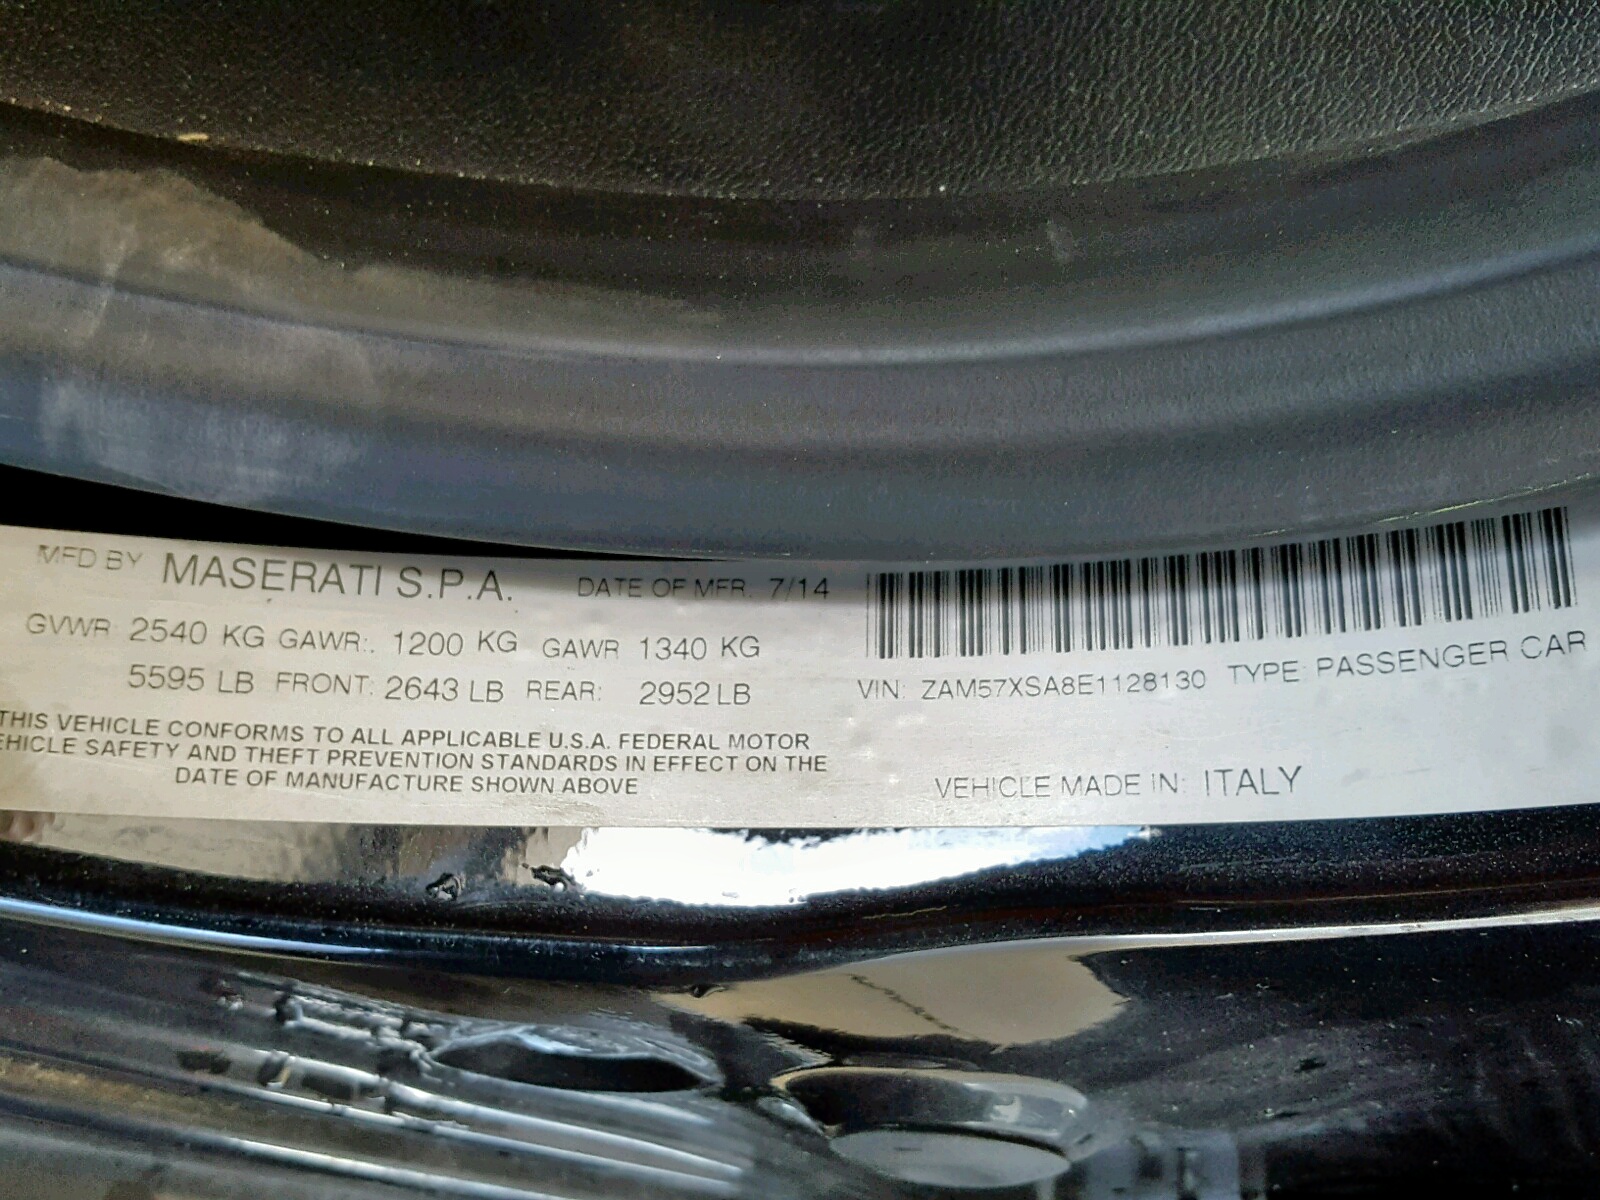 MFD BY MASERATI S.P.A. DATE OF MFR. 7/14
GVWR 2540 KG GAWR:. 1200 KG GAWR 1340 KG
5595 LB FRONT: 2643 LB REAR: 2952 LB
THIS VEHICLE CONFORMS TO ALL APPLICABLE U.S.A. FEDERAL MOTOR
EHICLE SAFETY AND THEFT PREVENTION STANDARDS IN EFFECT ON THE
DATE OF MANUFACTURE SHOWN ABOVE
VIN: ZAM57XSA8E1128130 TYPE: PASSENGER CAR
VEHICLE MADE IN: ITALY